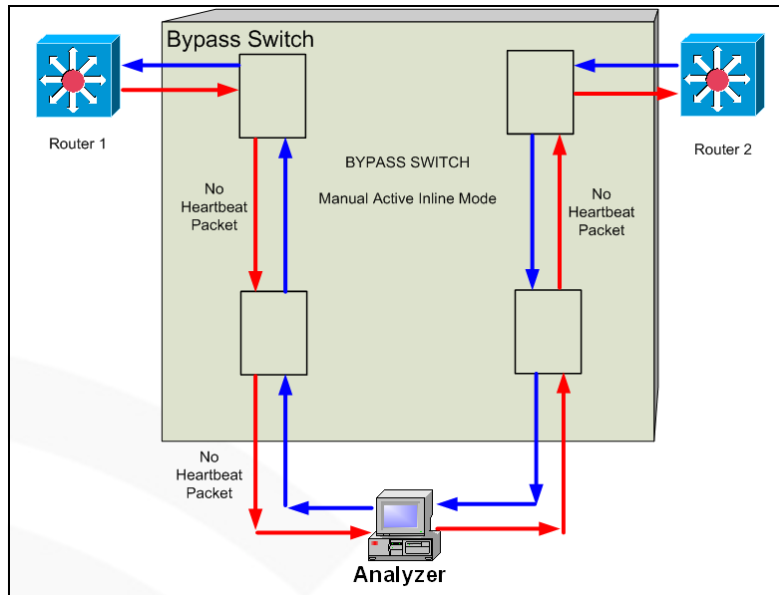 Bypass Switch
Router 1
Router 2
BYPASS SWITCH
Manual Active Inline Mode
No
Heartbeat
Packet
No
Heartbeat
Packet
No
Heartbeat
Packet
Analyzer